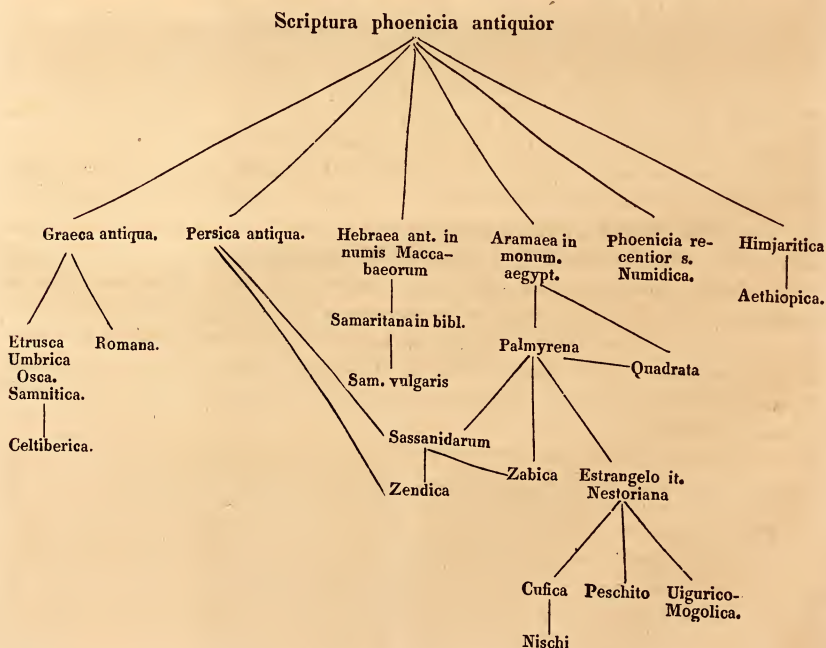 Scriptura phoenicia antiquior
Graeca antiqua.
Persica antiqua.
Hebraea ant. in
numis Macca-
baeorum
Aramaea in
monum.
aegypt.
Phoenicia re-
centior s.
Numidica.
Himjaritica
Aethiopica.
Samaritana in bibl.
Etrusca
Umbrica
Osca.
Samnitica.
Romana.
Palmyrena
Quadrata
Sam. vulgaris
Celtiberica.
Sassanidarum
Zendica
Zabica
Estrangelo it.
Nestoriana
Cufica
Peschito
Uigurico-
Mogolica.
Nischi